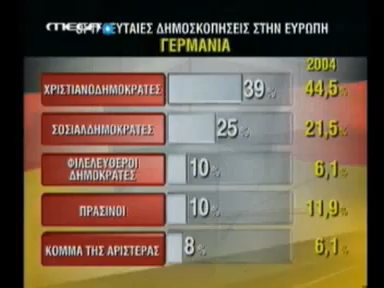 MEGA
ΕΥΤΑΙΕΣ ΔΗΜΟΣΚΟΠΗΣΕΙΣ ΣΤΗΝ ΕΥΡΩΠΗ
ΓΕΡΜΑΝΙΑ
2004
ΧΡΙΣΤΙΑΝΟΔΗΜΟΚΡΑΤΕΣ 39% 44,5%
ΣΟΣΙΑΛΔΗΜΟΚΡΑΤΕΣ 25% 21,5%
ΦΙΛΕΛΕΥΘΕΡΟΙ
ΔΗΜΟΚΡΑΤΕΣ 10% 6,1%
ΠΡΑΣΙΝΟΙ 10% 11,9%
ΚΟΜΜΑ ΤΗΣ ΑΡΙΣΤΕΡΑΣ 8% 6,1%